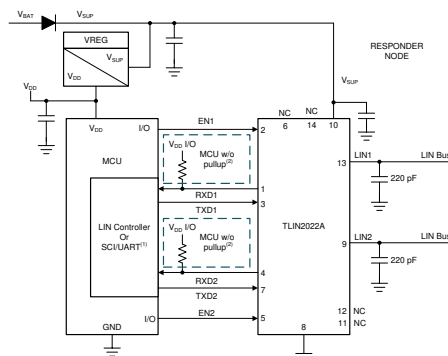 VBAT
VSUP
VREG
VSUP
VDD
RESPONDER
NODE
VDD
VSUP
NC
NC
VDD
I/O
EN1
2
6
14
10
MCU
VDD I/O
MCU w/o
pullup(2)
13
LIN1
LIN Bus
1
RXD1
3
220 pF
TXD1
LIN Controller
Or
SCI/UART(1)
VDD I/O
MCU w/o
pullup(2)
TLIN2022A
9
LIN2
LIN Bus
4
RXD2
7
220 pF
TXD2
12
NC
I/O
EN2
5
11
NC
GND
8